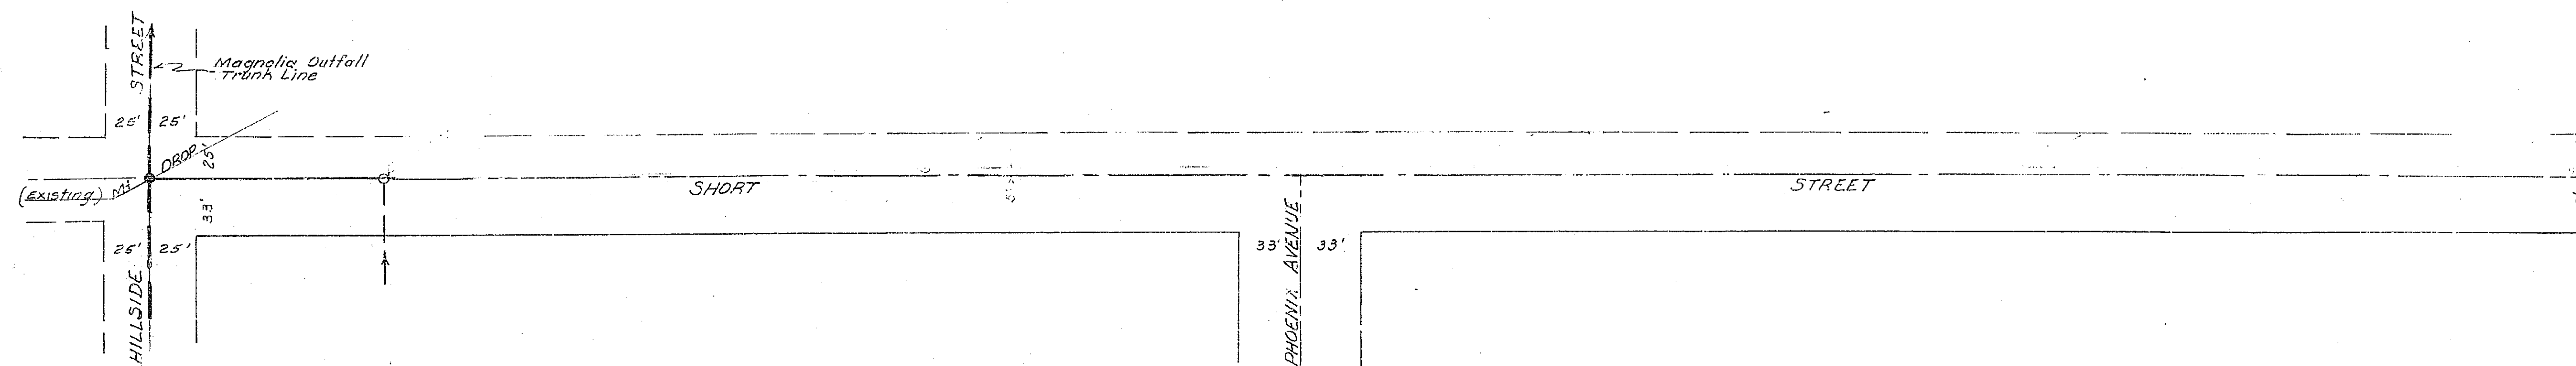 STREET
Magnolia Outfall
Trunk Line
25' 25'
DROP
25'
(Existing)
33'
25' 25'
HILLSIDE
SHORT
STREET
33' 33'
PHOENIX AVENUE